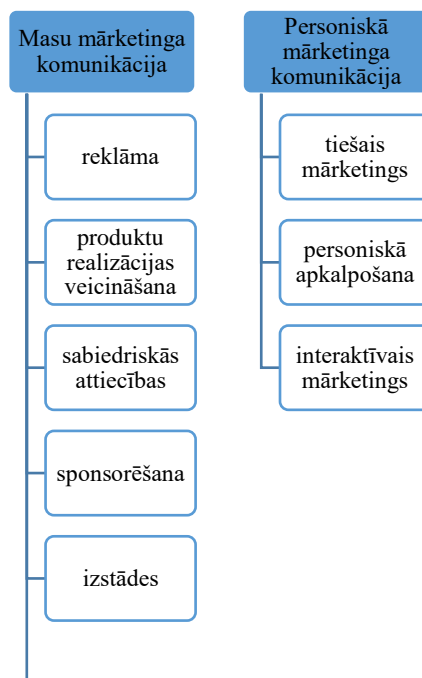 Masu mārketinga
komunikācija
reklāma
produktu
realizācijas
veicināšana
sabiedriskās
attiecības
sponsorēšana
izstādes
Personiskā
mārketinga
komunikācija
tiešais
mārketings
personiskā
apkalpošana
interaktīvais
mārketings